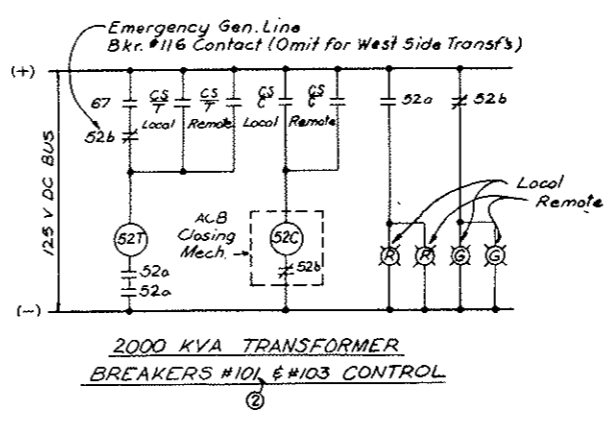 Emergency Gen. Line
Bkr. #116 Contact (Omit for West Side Transf's)
(+)
67
CS/T
CS/T
CS/C
CS/C
52a
52b
52b
Local
Remote
Local
Remote
125 V DC BUS
Local
Remote
ACB
Closing
Mech.
52T
52C
52b
R
R
G
G
52a
52a
(-)
2000 KVA TRANSFORMER
BREAKERS #101, & #103 CONTROL
2